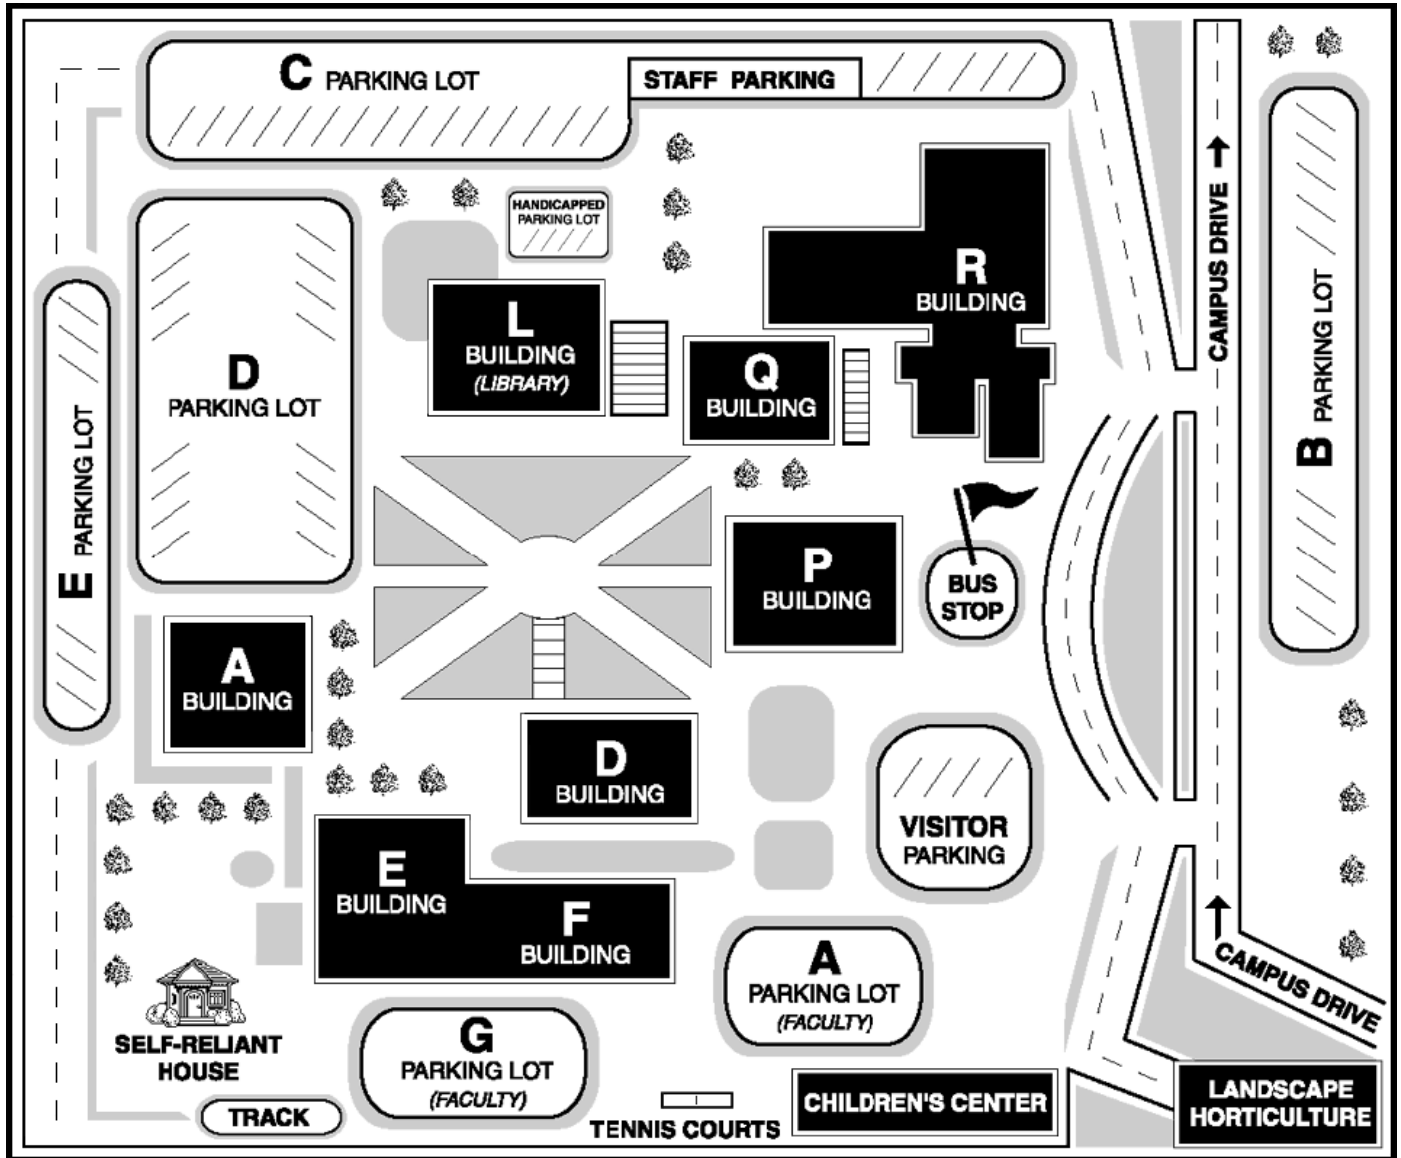 C PARKING LOT
STAFF PARKING
HANDICAPPED
PARKING LOT
R
BUILDING
CAMPUS DRIVE
B PARKING LOT
L
BUILDING
(LIBRARY)
Q
BUILDING
D
PARKING LOT
E PARKING LOT
P
BUILDING
BUS
STOP
A
BUILDING
D
BUILDING
VISITOR
PARKING
E
BUILDING
F
BUILDING
A
PARKING LOT
(FACULTY)
CAMPUS DRIVE
SELF-RELIANT
HOUSE
G
PARKING LOT
(FACULTY)
TRACK
TENNIS COURTS
CHILDREN'S CENTER
LANDSCAPE
HORTICULTURE